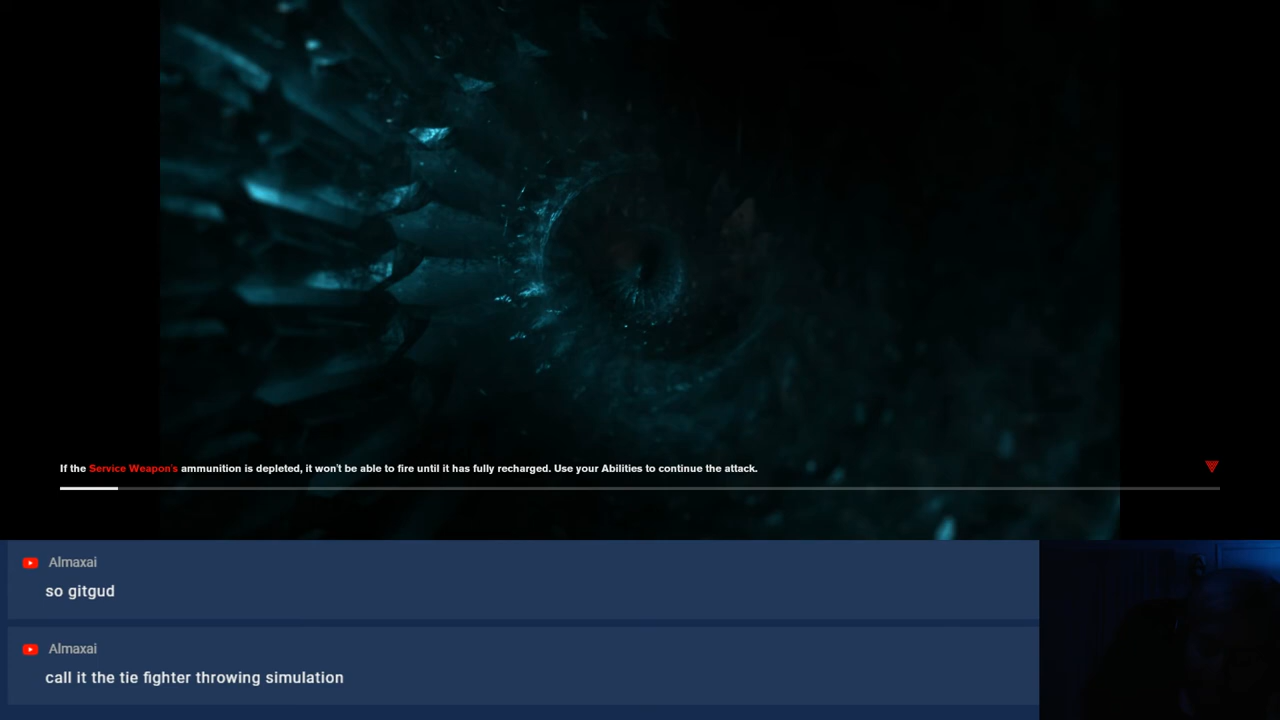 If the Service Weapon's ammunition is depleted, it won't be able to fire until it has fully recharged. Use your Abilities to continue the attack.
Almaxai
so gitgud
Almaxai
call it the tie fighter throwing simulation